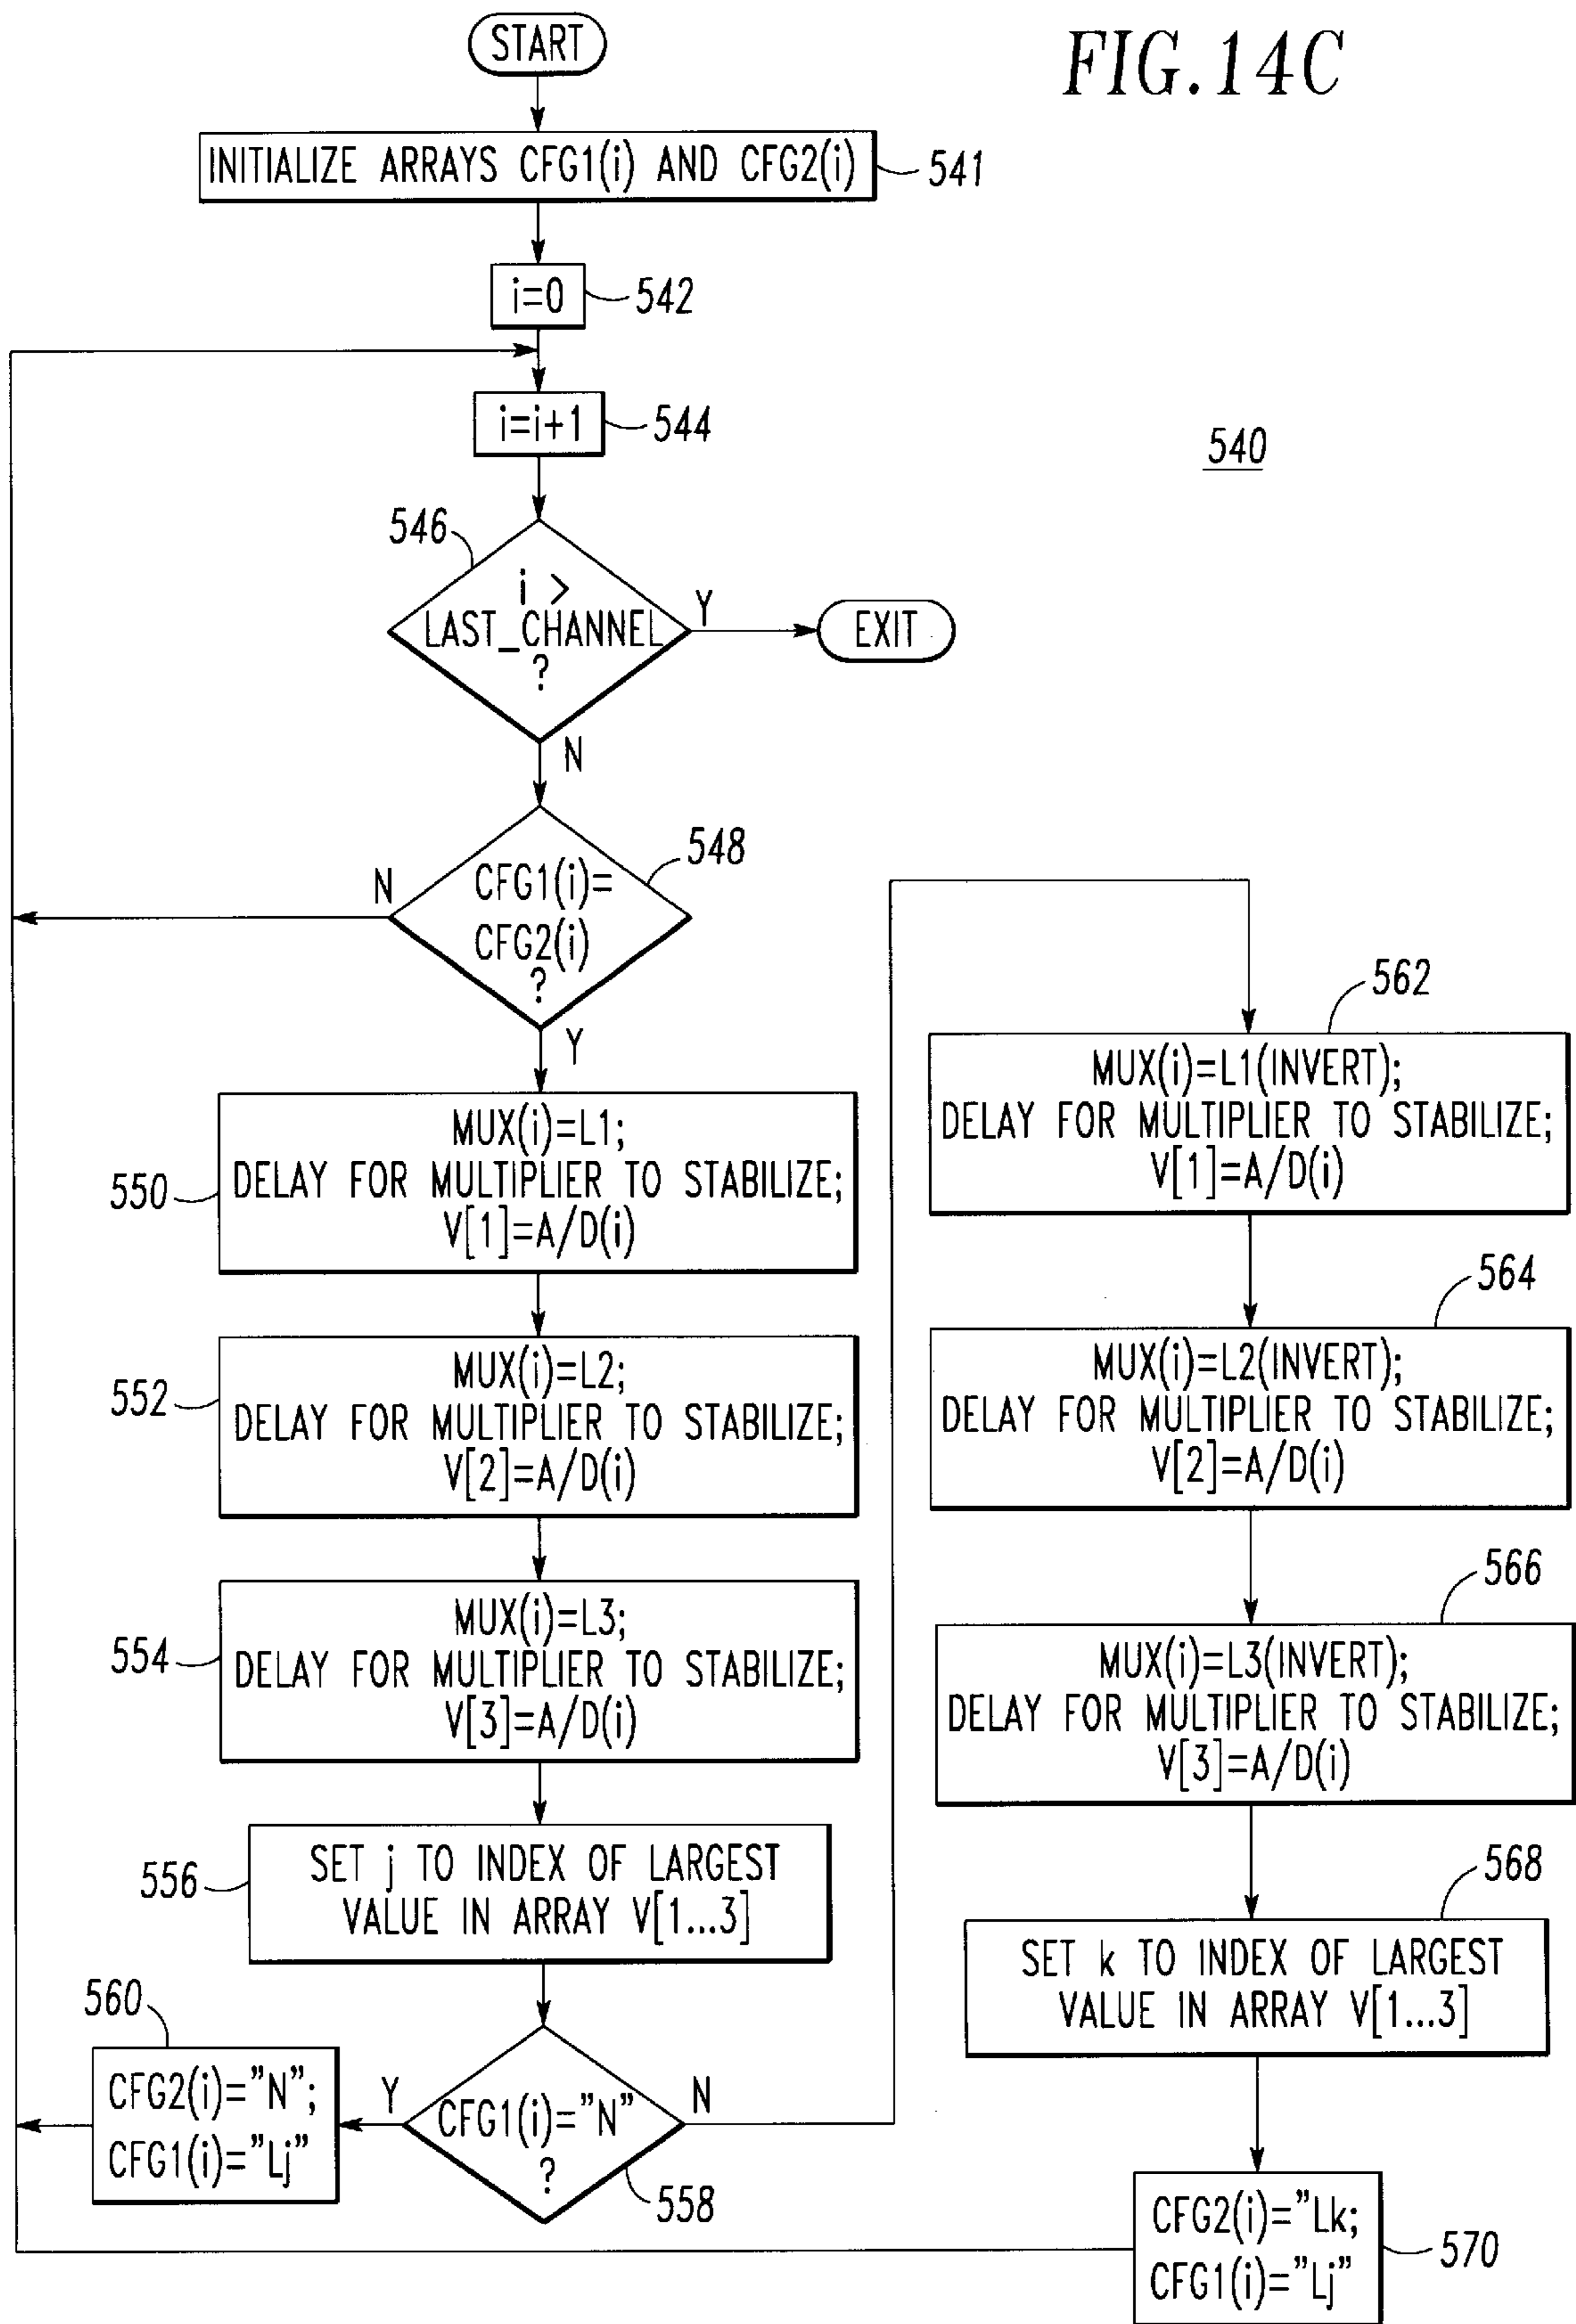 FIG. 14C
START
INITIALIZE ARRAYS CFG1(i) AND CFG2(i)
541
i=0
542
i=i+1
544
540
546
i >
LAST_CHANNEL
?
Y
EXIT
N
548
CFG1(i)=
CFG2(i)
?
N
Y
550
MUX(i)=L1;
DELAY FOR MULTIPLIER TO STABILIZE;
V[1]=A/D(i)
552
MUX(i)=L2;
DELAY FOR MULTIPLIER TO STABILIZE;
V[2]=A/D(i)
554
MUX(i)=L3;
DELAY FOR MULTIPLIER TO STABILIZE;
V[3]=A/D(i)
556
SET j TO INDEX OF LARGEST
VALUE IN ARRAY V[1...3]
558
CFG1(i)="N"
?
Y
N
560
CFG2(i)="N";
CFG1(i)="Lj"
562
MUX(i)=L1(INVERT);
DELAY FOR MULTIPLIER TO STABILIZE;
V[1]=A/D(i)
564
MUX(i)=L2(INVERT);
DELAY FOR MULTIPLIER TO STABILIZE;
V[2]=A/D(i)
566
MUX(i)=L3(INVERT);
DELAY FOR MULTIPLIER TO STABILIZE;
V[3]=A/D(i)
568
SET k TO INDEX OF LARGEST
VALUE IN ARRAY V[1...3]
CFG2(i)="Lk;
CFG1(i)="Lj"
570